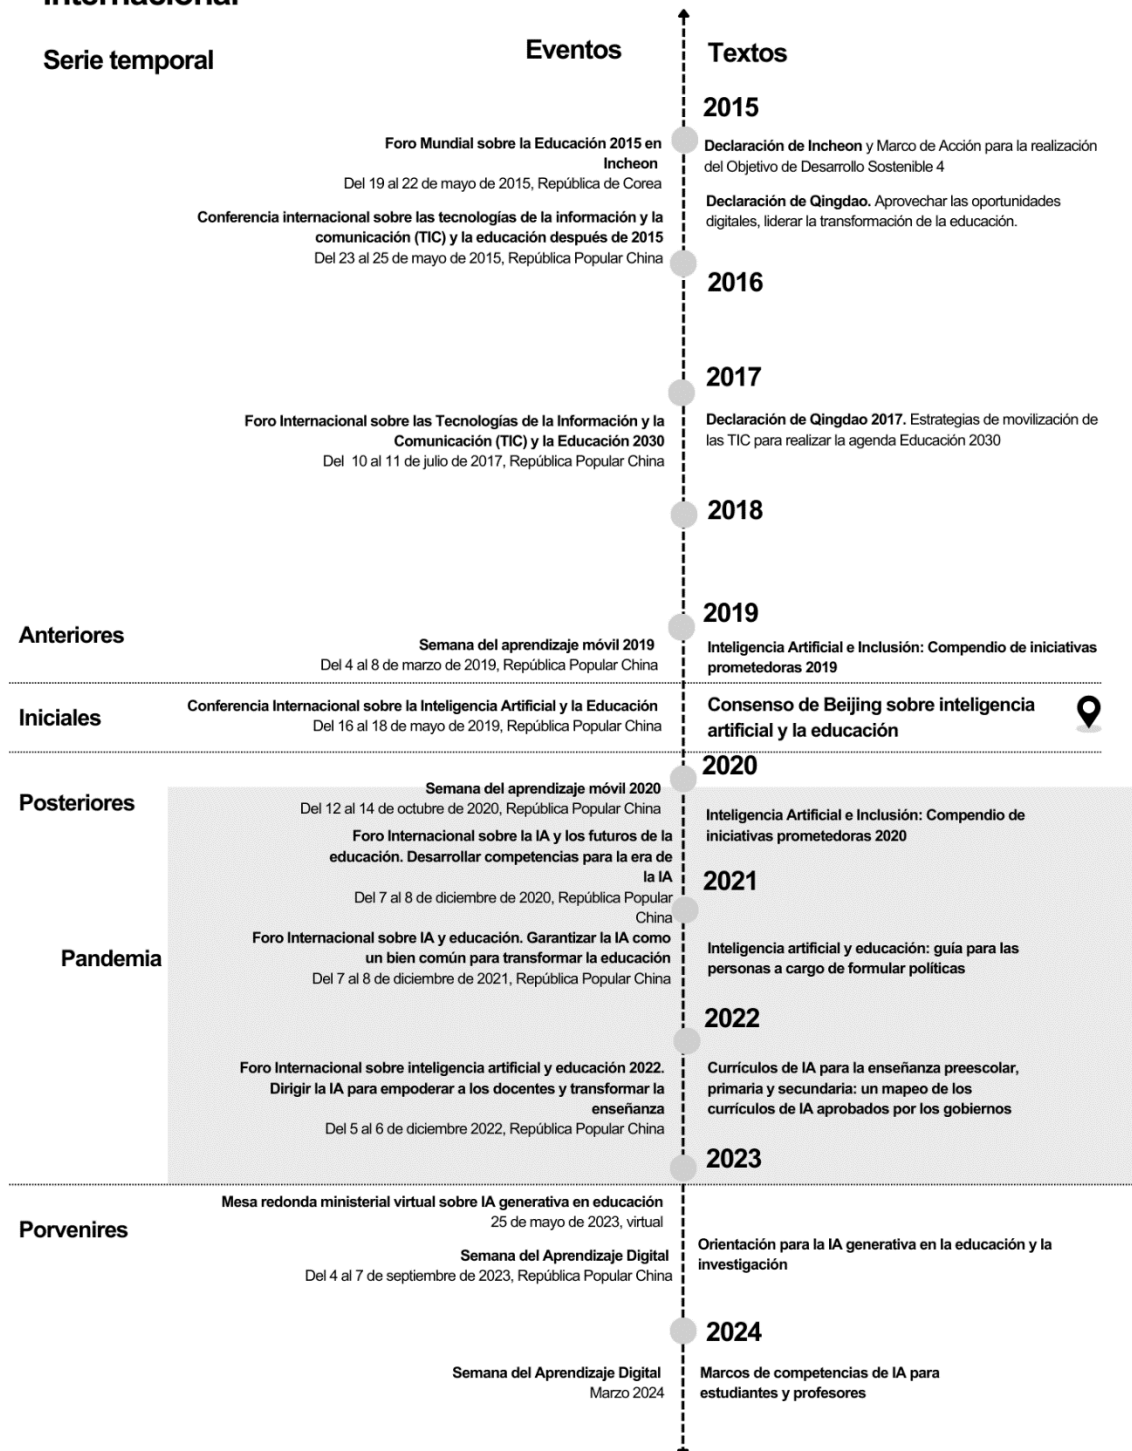 internacional
Serie temporal
Eventos
Textos
2015
Foro Mundial sobre la Educación 2015 en
Incheon
Del 19 al 22 de mayo de 2015, República de Corea
Declaración de Incheon y Marco de Acción para la realización
del Objetivo de Desarrollo Sostenible 4
Conferencia internacional sobre las tecnologías de la información y la
comunicación (TIC) y la educación después de 2015
Del 23 al 25 de mayo de 2015, República Popular China
Declaración de Qingdao. Aprovechar las oportunidades
digitales, liderar la transformación de la educación.
2016
2017
Foro Internacional sobre las Tecnologías de la Información y la
Comunicación (TIC) y la Educación 2030
Del 10 al 11 de julio de 2017, República Popular China
Declaración de Qingdao 2017. Estrategias de movilización de
las TIC para realizar la agenda Educación 2030
2018
2019
Anteriores
Semana del aprendizaje móvil 2019
Del 4 al 8 de marzo de 2019, República Popular China
Inteligencia Artificial e Inclusión: Compendio de iniciativas
prometedoras 2019
Iniciales
Conferencia Internacional sobre la Inteligencia Artificial y la Educación
Del 16 al 18 de mayo de 2019, República Popular China
Consenso de Beijing sobre inteligencia
artificial y la educación
2020
Posteriores
Semana del aprendizaje móvil 2020
Del 12 al 14 de octubre de 2020, República Popular China
Inteligencia Artificial e Inclusión: Compendio de
iniciativas prometedoras 2020
Foro Internacional sobre la IA y los futuros de la
educación. Desarrollar competencias para la era de
la IA
Del 7 al 8 de diciembre de 2020, República Popular
China
2021
Pandemia
Foro Internacional sobre IA y educación. Garantizar la IA como
un bien común para transformar la educación
Del 7 al 8 de diciembre de 2021, República Popular China
Inteligencia artificial y educación: guía para las
personas a cargo de formular políticas
2022
Foro Internacional sobre inteligencia artificial y educación 2022.
Dirigir la IA para empoderar a los docentes y transformar la
enseñanza
Del 5 al 6 de diciembre 2022, República Popular China
Currículos de IA para la enseñanza preescolar,
primaria y secundaria: un mapeo de los
currículos de IA aprobados por los gobiernos
2023
Porvenires
Mesa redonda ministerial virtual sobre IA generativa en educación
25 de mayo de 2023, virtual
Semana del Aprendizaje Digital
Del 4 al 7 de septiembre de 2023, República Popular China
Orientación para la IA generativa en la educación y la
investigación
2024
Semana del Aprendizaje Digital
Marzo 2024
Marcos de competencias de IA para
estudiantes y profesores